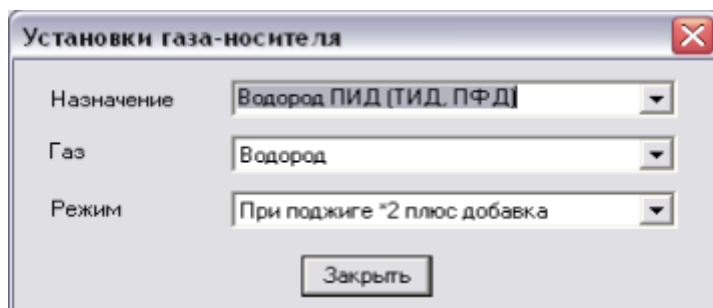 Установки газа-носителя
Назначение Водород ПИД (ТИД, ПФД)
Газ Водород
Режим При поджиге *2 плюс добавка
Закрыть